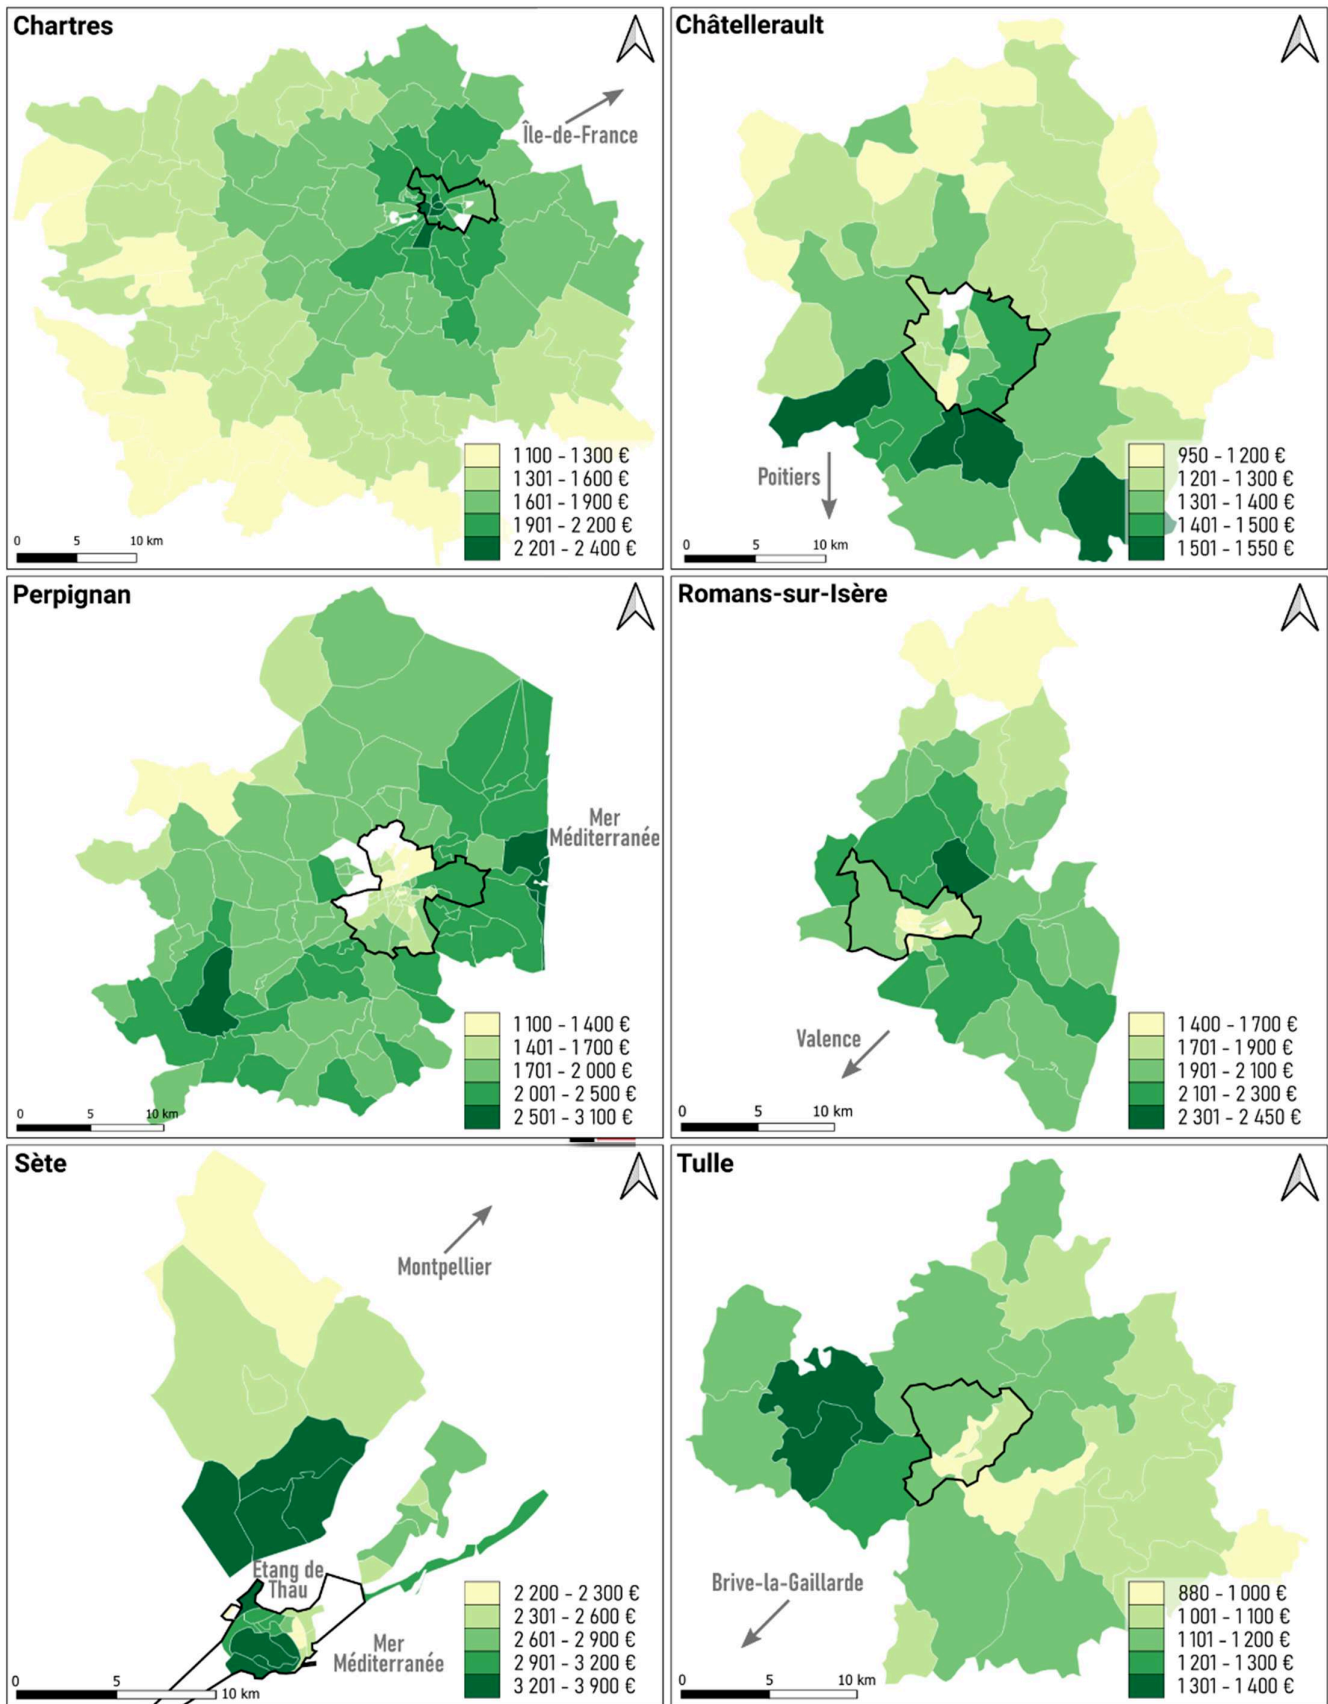 Chartres
Île-de-France
1 100 - 1 300 €
1 301 - 1 600 €
1 601 - 1 900 €
1 901 - 2 200 €
2 201 - 2 400 €
0 5 10 km
Châtellerault
Poitiers
950 - 1 200 €
1 201 - 1 300 €
1 301 - 1 400 €
1 401 - 1 500 €
1 501 - 1 550 €
0 5 10 km
Perpignan
Mer
Méditerranée
1 100 - 1 400 €
1 401 - 1 700 €
1 701 - 2 000 €
2 001 - 2 500 €
2 501 - 3 100 €
0 5 10 km
Romans-sur-Isère
Valence
1 400 - 1 700 €
1 701 - 1 900 €
1 901 - 2 100 €
2 101 - 2 300 €
2 301 - 2 450 €
0 5 10 km
Sète
Montpellier
Etang de
Thau
Mer
Méditerranée
2 200 - 2 300 €
2 301 - 2 600 €
2 601 - 2 900 €
2 901 - 3 200 €
3 201 - 3 900 €
0 5 10 km
Tulle
Brive-la-Gaillarde
880 - 1 000 €
1 001 - 1 100 €
1 101 - 1 200 €
1 201 - 1 300 €
1 301 - 1 400 €
0 5 10 km